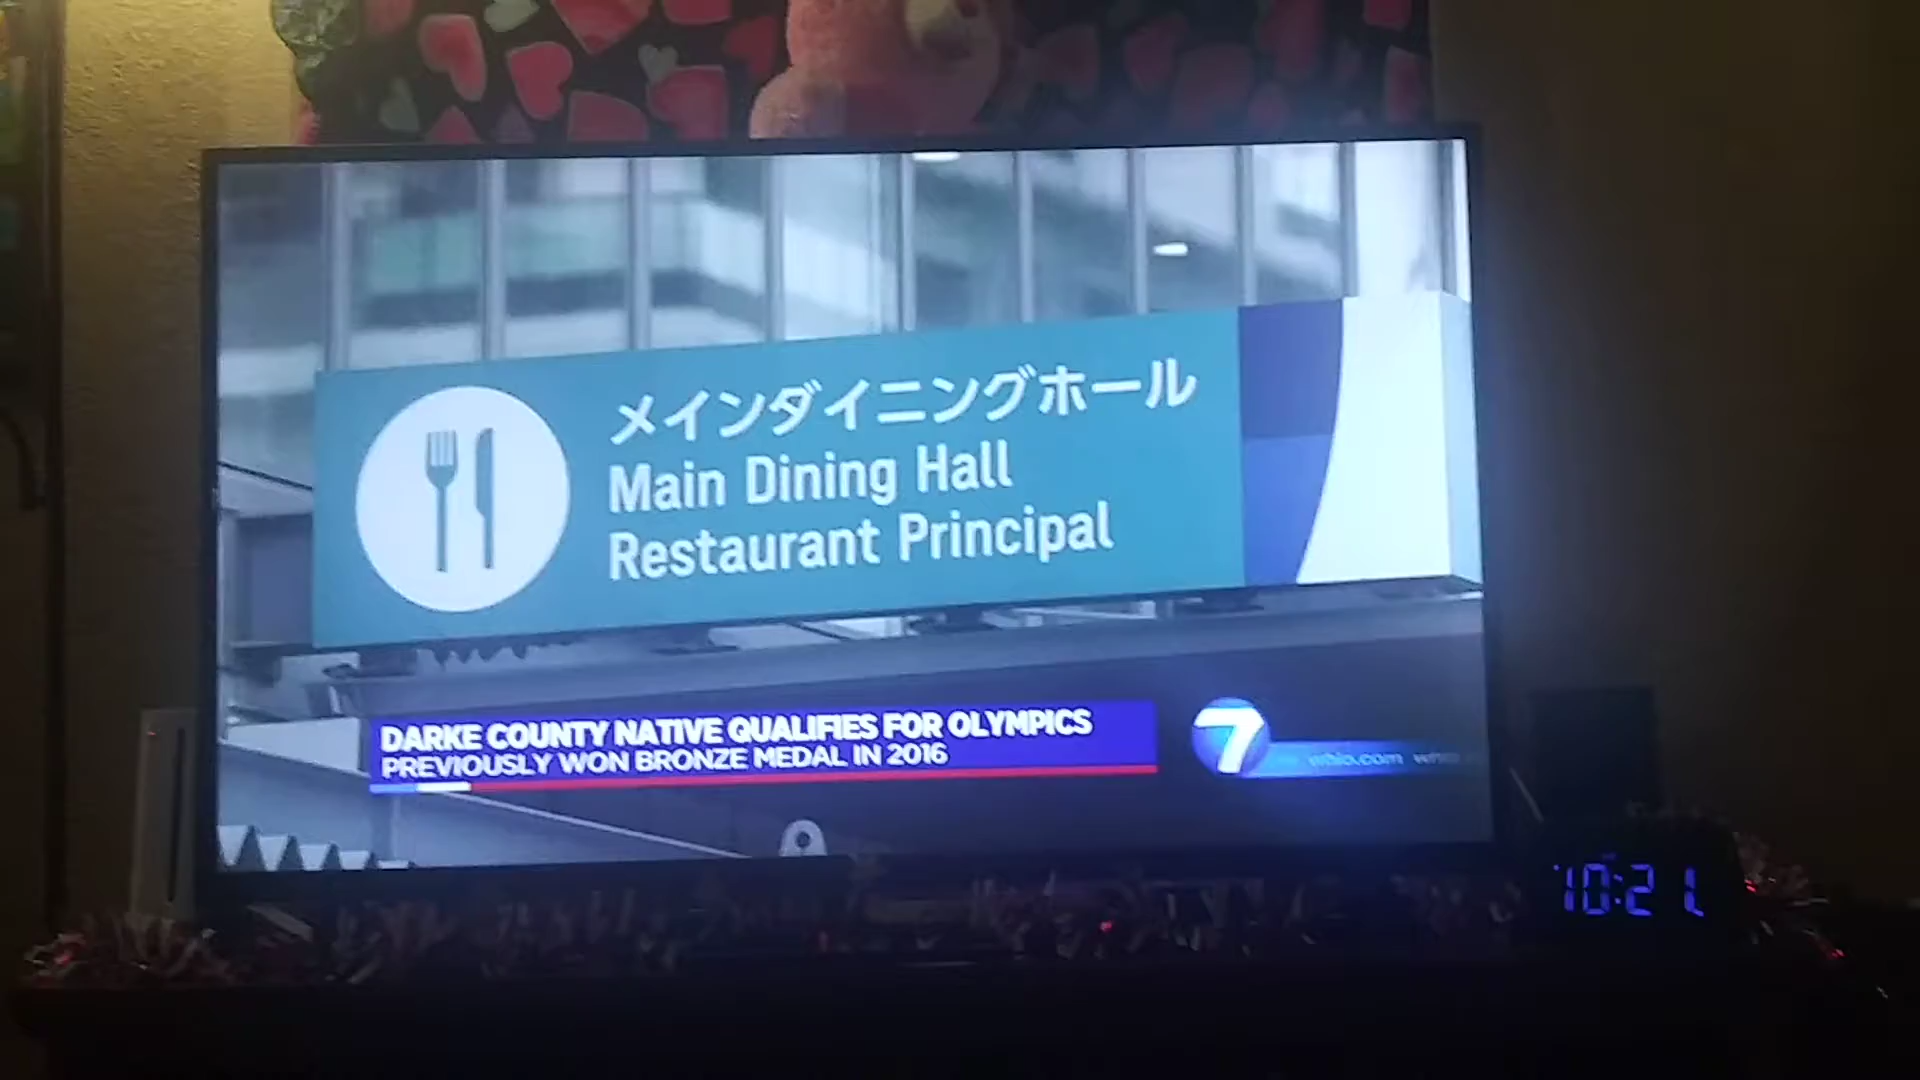 メインダイニングホール
Main Dining Hall
Restaurant Principal
DARKE COUNTY NATIVE QUALIFIES FOR OLYMPICS
PREVIOUSLY WON BRONZE MEDAL IN 2016
7
whio.com
10:21